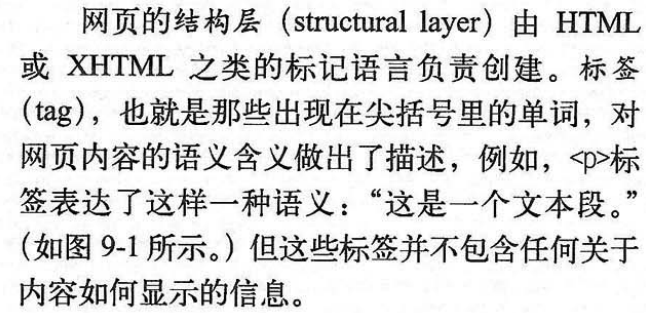 网页的结构层（structural layer）由 HTML
或 XHTML 之类的标记语言负责创建。标签
（tag），也就是那些出现在尖括号里的单词，对
网页内容的语义含义做出了描述，例如，<p>标
签表达了这样一种语义：“这是一个文本段。”
（如图 9-1 所示。）但这些标签并不包含任何关于
内容如何显示的信息。